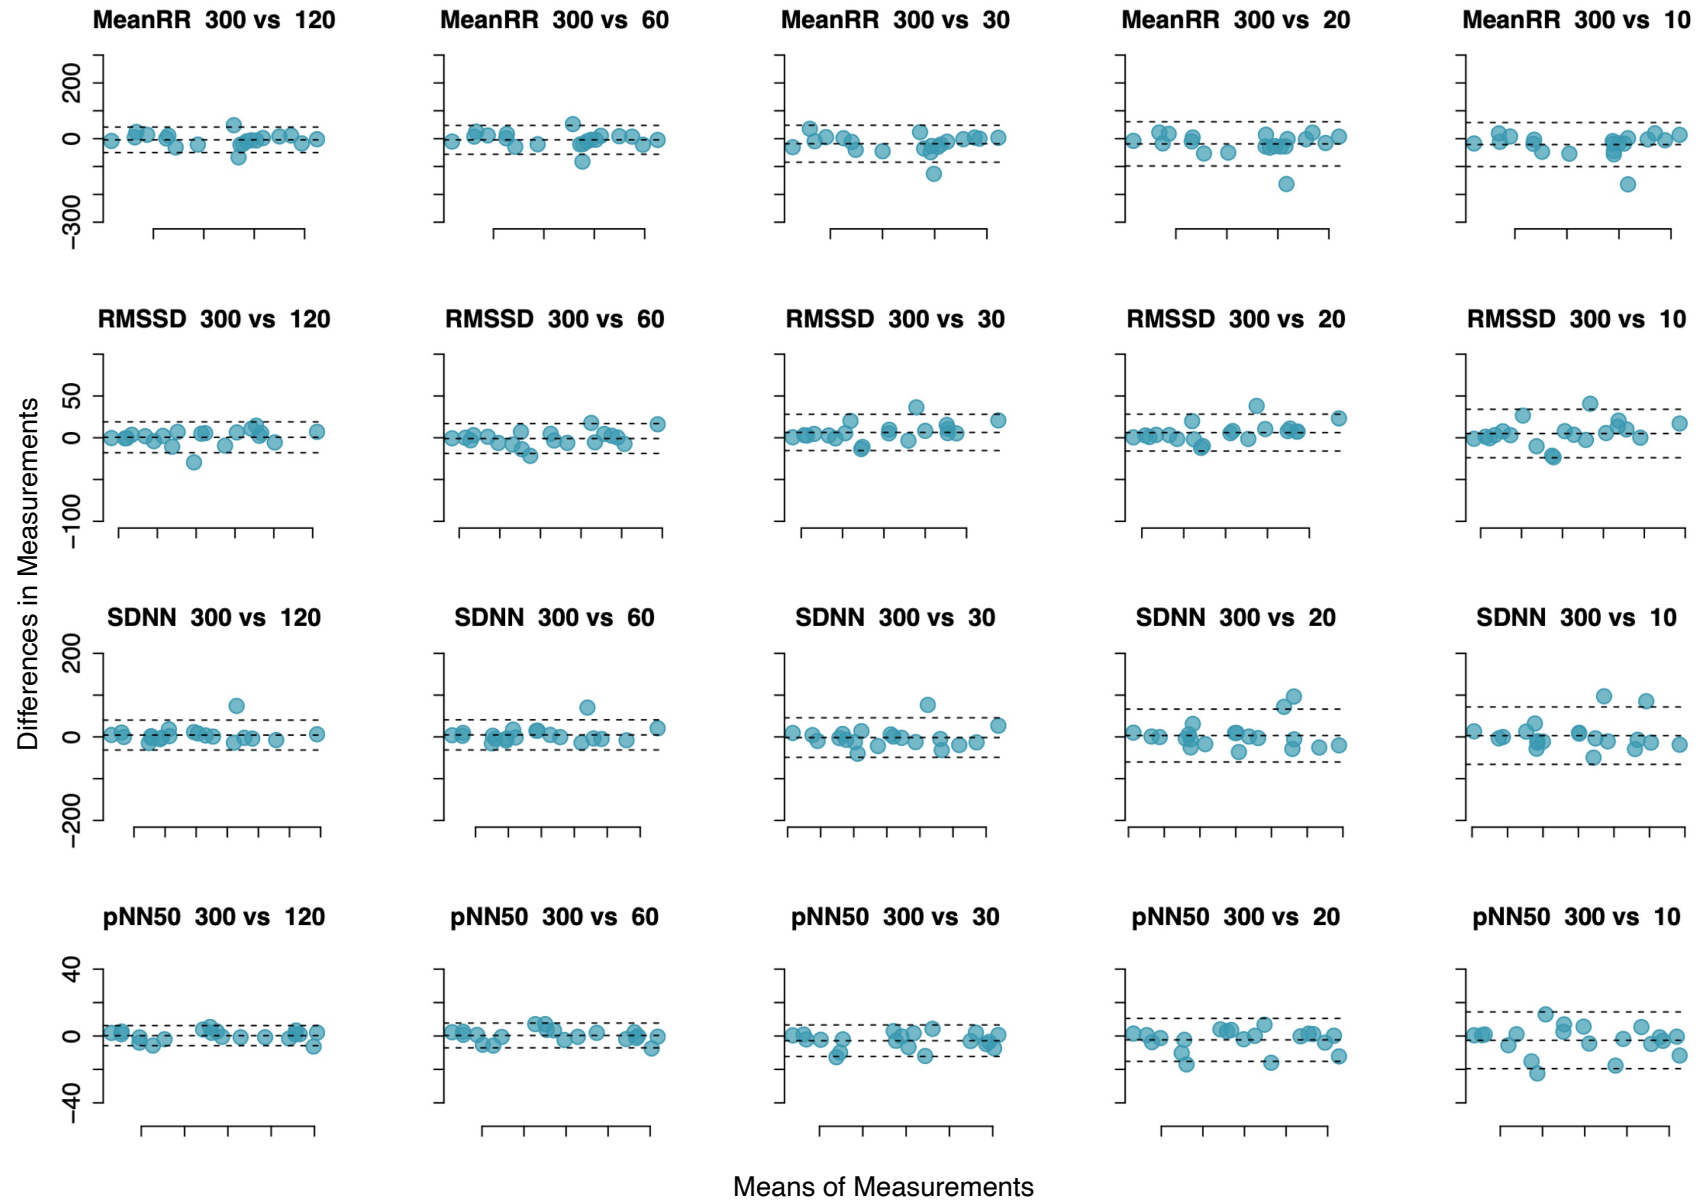 MeanRR 300 vs 120
MeanRR 300 vs 60
MeanRR 300 vs 30
MeanRR 300 vs 20
MeanRR 300 vs 10
200
0
−300
RMSSD 300 vs 120
RMSSD 300 vs 60
RMSSD 300 vs 30
RMSSD 300 vs 20
RMSSD 300 vs 10
50
0
−100
Differences in Measurements
SDNN 300 vs 120
SDNN 300 vs 60
SDNN 300 vs 30
SDNN 300 vs 20
SDNN 300 vs 10
200
0
−200
pNN50 300 vs 120
pNN50 300 vs 60
pNN50 300 vs 30
pNN50 300 vs 20
pNN50 300 vs 10
40
0
−40
Means of Measurements